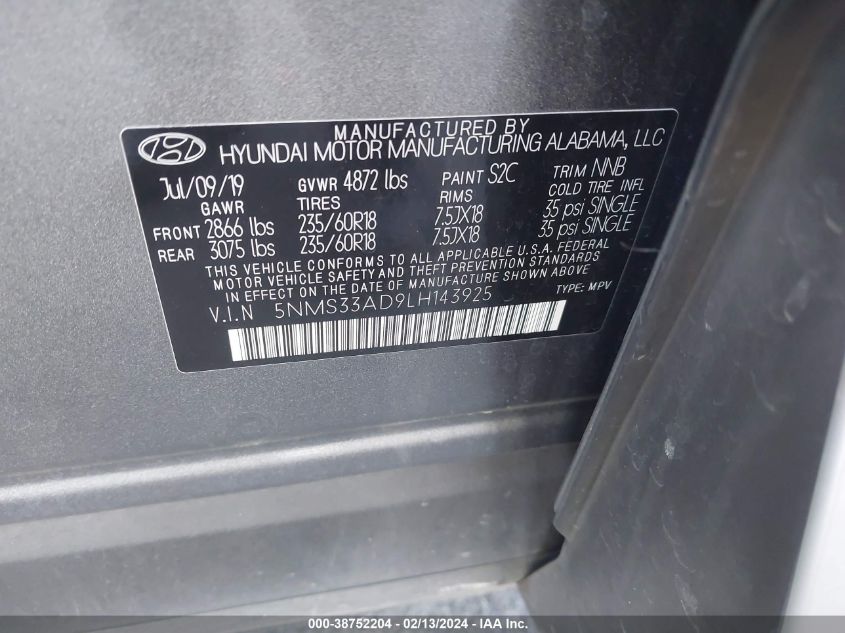 MANUFACTURED BY
HYUNDAI MOTOR MANUFACTURING ALABAMA, LLC
Jul/09/19 GVWR 4872 lbs PAINT S2C TRIM NNB
GAWR TIRES RIMS COLD TIRE INFL
FRONT 2866 lbs 235/60R18 7.5JX18 35 psi SINGLE
REAR 3075 lbs 235/60R18 7.5JX18 35 psi SINGLE
THIS VEHICLE CONFORMS TO ALL APPLICABLE U.S.A. FEDERAL
MOTOR VEHICLE SAFETY AND THEFT PREVENTION STANDARDS
IN EFFECT ON THE DATE OF MANUFACTURE SHOWN ABOVE
V.I.N 5NMS33AD9LH143925 TYPE: MPV
000-38752204 - 02/13/2024 - IMG_5525